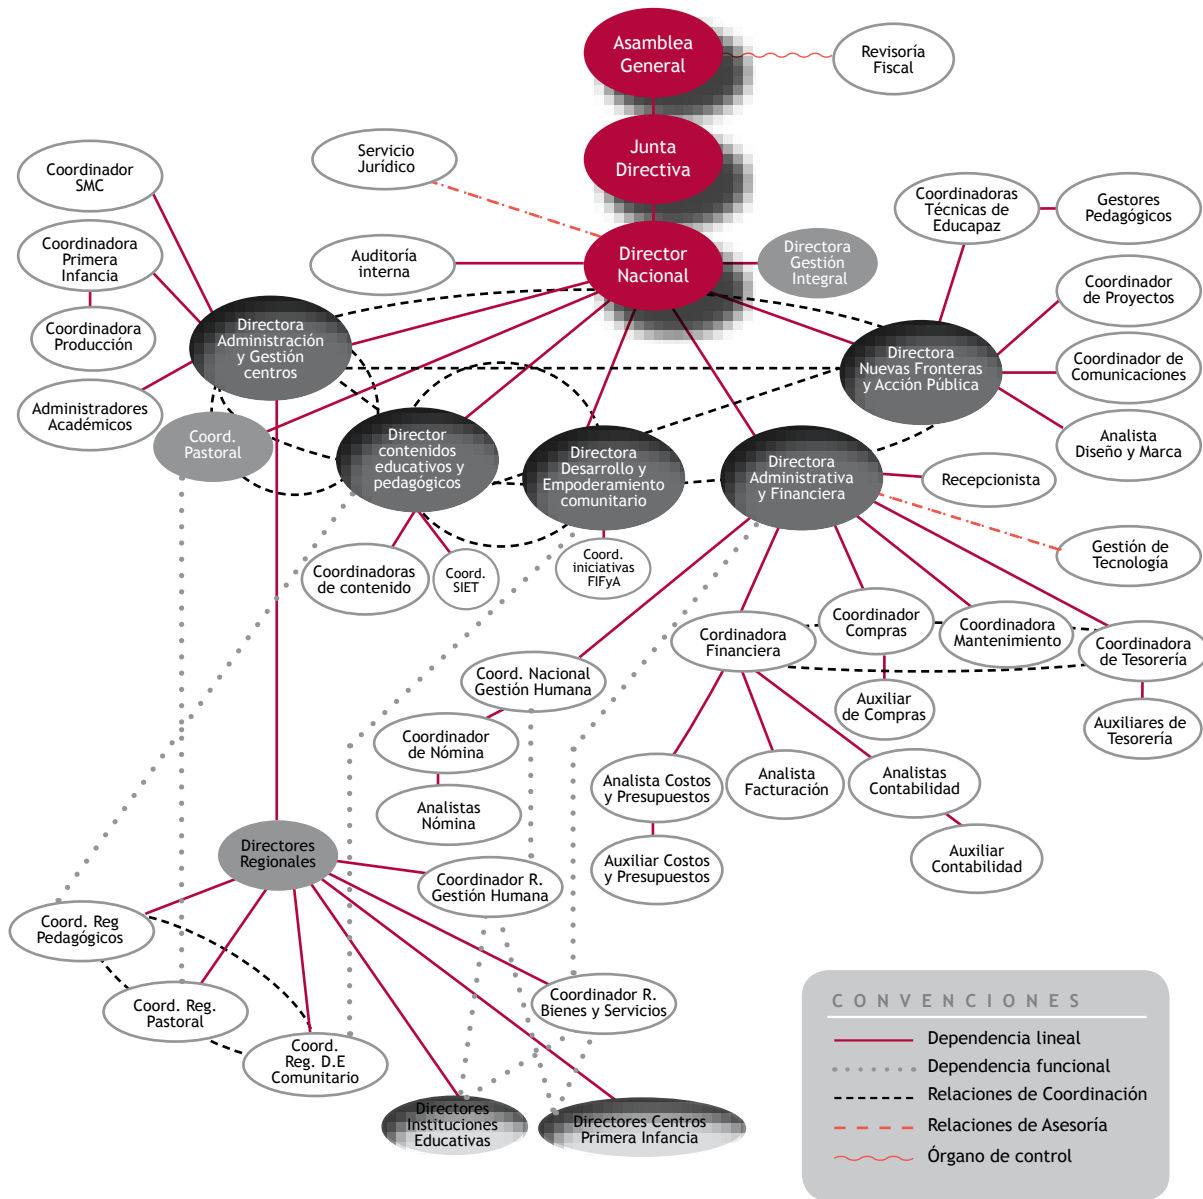 Asamblea
General
Revisoría
Fiscal
Junta
Directiva
Servicio
Jurídico
Coordinador
SMC
Coordinadoras
Técnicas de
Educapaz
Gestores
Pedagógicos
Director
Nacional
Directora
Gestión
Integral
Auditoría
interna
Coordinadora
Primera
Infancia
Coordinador
de Proyectos
Coordinadora
Producción
Directora
Administración
y Gestión
centros
Directora
Nuevas Fronteras
y Acción Pública
Coordinador de
Comunicaciones
Administradores
Académicos
Coord.
Pastoral
Director
contenidos
educativos y
pedagógicos
Directora
Desarrollo y
Empoderamiento
comunitario
Directora
Administrativa
y Financiera
Analista
Diseño y Marca
Recepcionista
Gestión de
Tecnología
Coordinadoras
de contenido
Coord.
SIET
Coord.
iniciativas
FIFyA
Cordinadora
Financiera
Coordinador
Compras
Coordinadora
Mantenimiento
Coordinadora
de Tesorería
Coord. Nacional
Gestión Humana
Auxiliar
de Compras
Auxiliares de
Tesorería
Coordinador
de Nómina
Analistas
Nómina
Analista Costos
y Presupuestos
Analista
Facturación
Analistas
Contabilidad
Auxiliar Costos
y Presupuestos
Auxiliar
Contabilidad
Directores
Regionales
Coordinador R.
Gestión Humana
Coord. Reg
Pedagógicos
Coord. Reg.
Pastoral
Coord.
Reg. D.E
Comunitario
Coordinador R.
Bienes y Servicios
Directores
Instituciones
Educativas
Directores Centros
Primera Infancia
CONVENCIONES
Dependencia lineal
Dependencia funcional
Relaciones de Coordinación
Relaciones de Asesoría
Órgano de control